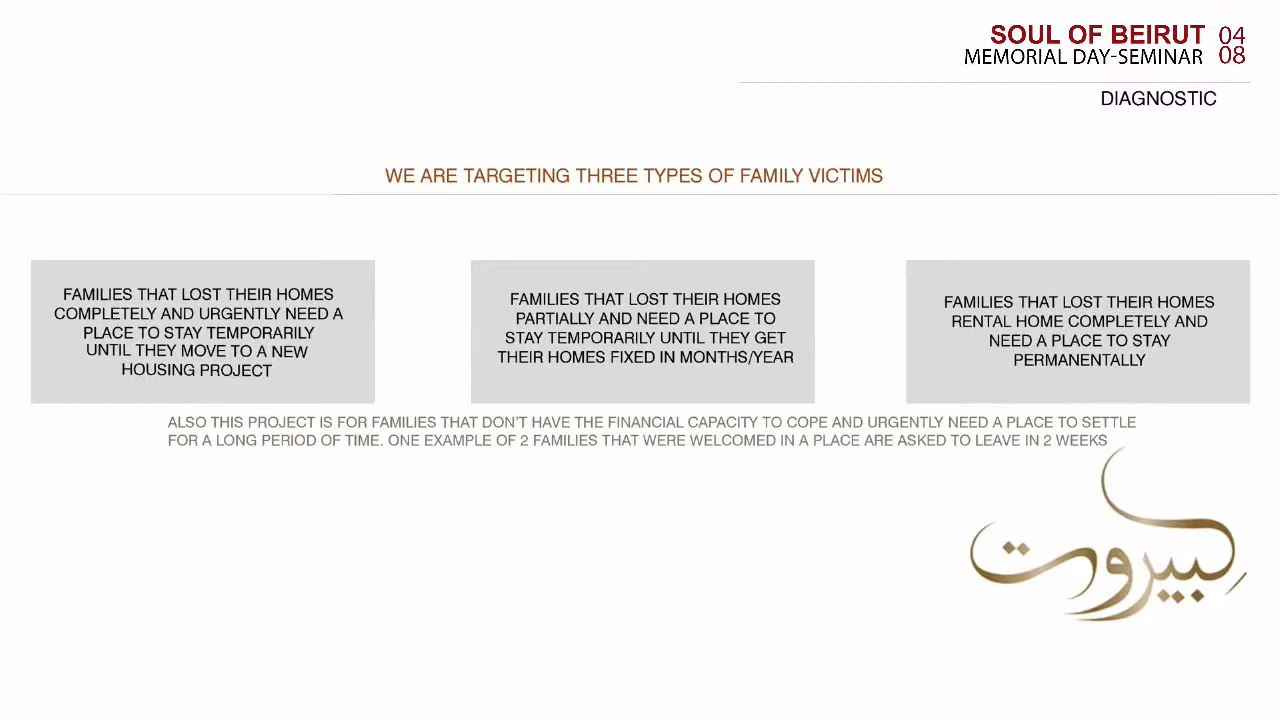 SOUL OF BEIRUT 04
MEMORIAL DAY-SEMINAR 08
DIAGNOSTIC
WE ARE TARGETING THREE TYPES OF FAMILY VICTIMS
FAMILIES THAT LOST THEIR HOMES
COMPLETELY AND URGENTLY NEED A
PLACE TO STAY TEMPORARILY
UNTIL THEY MOVE TO A NEW
HOUSING PROJECT
FAMILIES THAT LOST THEIR HOMES
PARTIALLY AND NEED A PLACE TO
STAY TEMPORARILY UNTIL THEY GET
THEIR HOMES FIXED IN MONTHS/YEAR
FAMILIES THAT LOST THEIR HOMES
RENTAL HOME COMPLETELY AND
NEED A PLACE TO STAY
PERMANENTALLY
ALSO THIS PROJECT IS FOR FAMILIES THAT DON'T HAVE THE FINANCIAL CAPACITY TO COPE AND URGENTLY NEED A PLACE TO SETTLE
FOR A LONG PERIOD OF TIME. ONE EXAMPLE OF 2 FAMILIES THAT WERE WELCOMED IN A PLACE ARE ASKED TO LEAVE IN 2 WEEKS
لبيروت